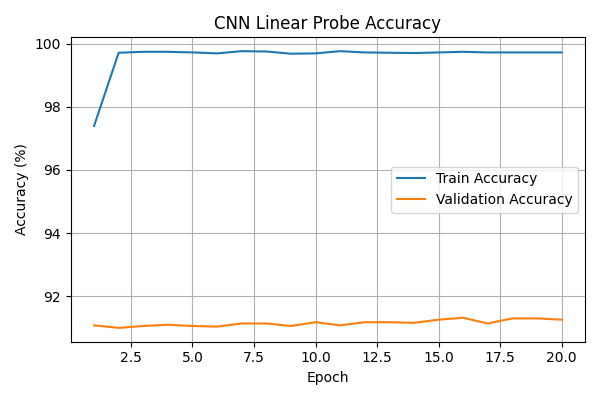 CNN Linear Probe Accuracy
Accuracy (%)
100
98
96
94
92
Train Accuracy
Validation Accuracy
2.5 5.0 7.5 10.0 12.5 15.0 17.5 20.0
Epoch